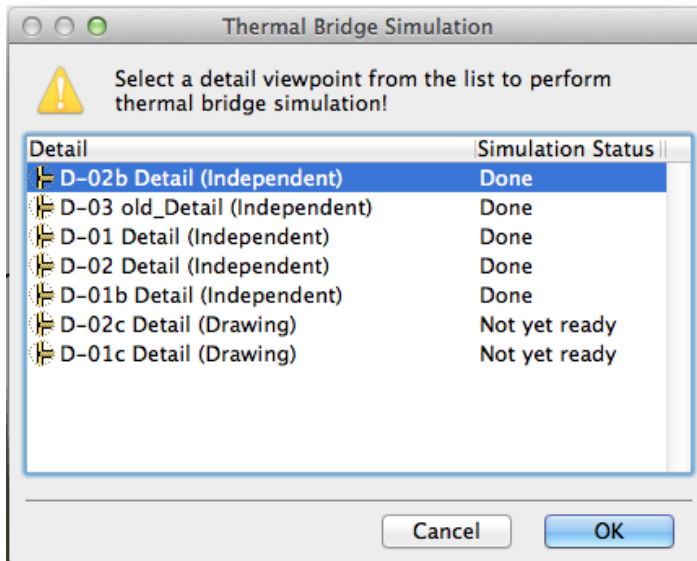 Thermal Bridge Simulation
Select a detail viewpoint from the list to perform
thermal bridge simulation!
Detail Simulation Status
D-02b Detail (Independent) Done
D-03 old_Detail (Independent) Done
D-01 Detail (Independent) Done
D-02 Detail (Independent) Done
D-01b Detail (Independent) Done
D-02c Detail (Drawing) Not yet ready
D-01c Detail (Drawing) Not yet ready
Cancel OK